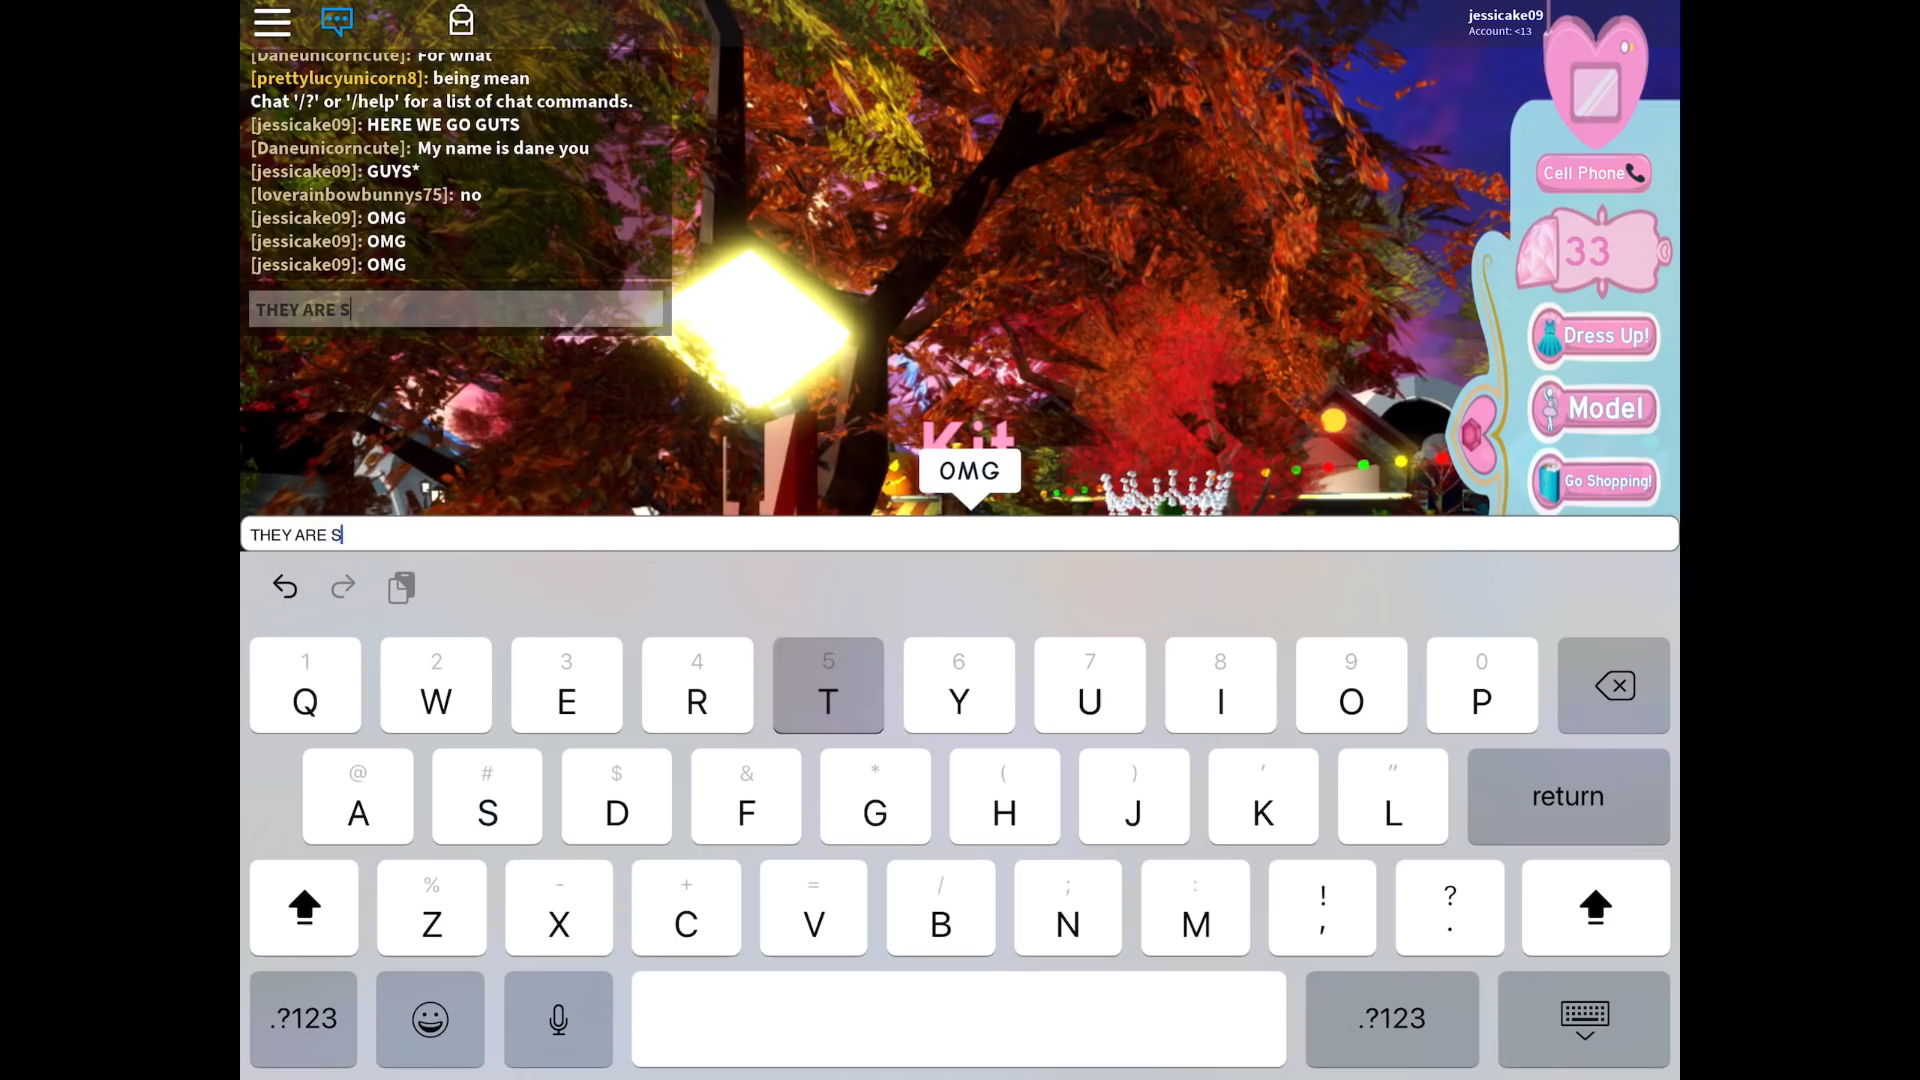 jessicake09
Account: <13
[Daneunicorncute]: For what
[prettylucyunicorn8]: being mean
Chat '/?' or '/help' for a list of chat commands.
[jessicake09]: HERE WE GO GUTS
[Daneunicorncute]: My name is dane you
[jessicake09]: GUYS*
[loverainbowbunnys75]: no
[jessicake09]: OMG
[jessicake09]: OMG
[jessicake09]: OMG
THEY ARE S
Cell Phone
33
Dress Up!
Model
Go Shopping!
Kit
OMG
THEY ARE S
1 2 3 4 5 6 7 8 9 0
Q W E R T Y U I O P
@ # $ & * ( ) ' "
A S D F G H J K L return
% - + = / ; : ! ?
Z X C V B N M , .
.?123 .?123